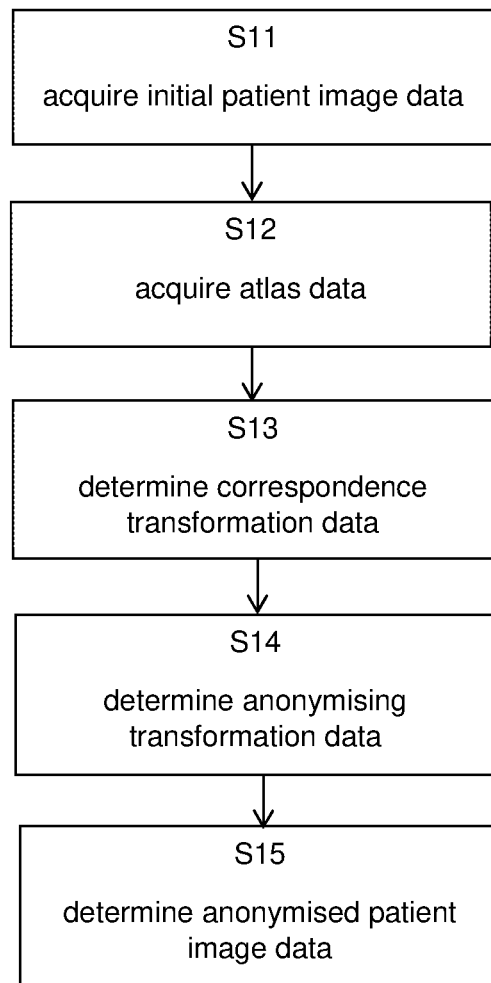 S11
acquire initial patient image data
S12
acquire atlas data
S13
determine correspondence
transformation data
S14
determine anonymising
transformation data
S15
determine anonymised patient
image data